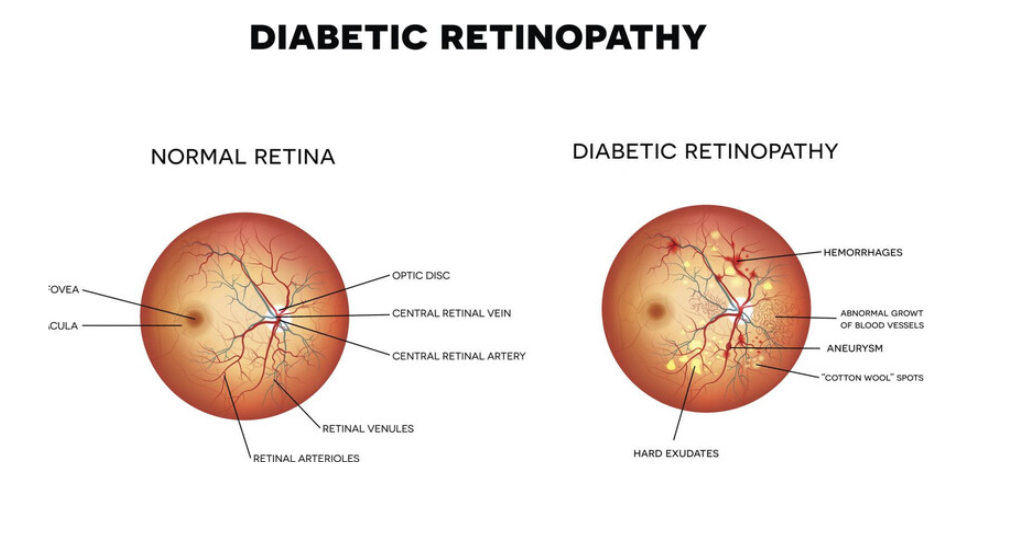 DIABETIC RETINOPATHY
NORMAL RETINA
DIABETIC RETINOPATHY
OVEA
CULA
OPTIC DISC
CENTRAL RETINAL VEIN
CENTRAL RETINAL ARTERY
RETINAL VENULES
RETINAL ARTERIOLES
HEMORRHAGES
ABNORMAL GROWT
OF BLOOD VESSELS
ANEURYSM
"COTTON WOOL" SPOTS
HARD EXUDATES